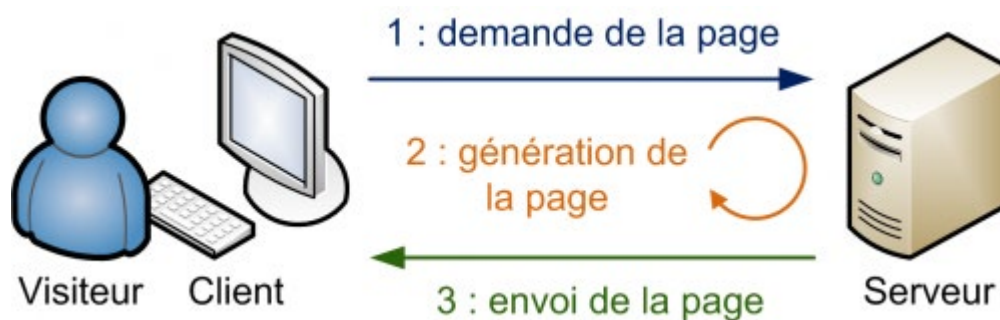 1 : demande de la page
2 : génération de
la page
3 : envoi de la page
Visiteur
Client
Serveur